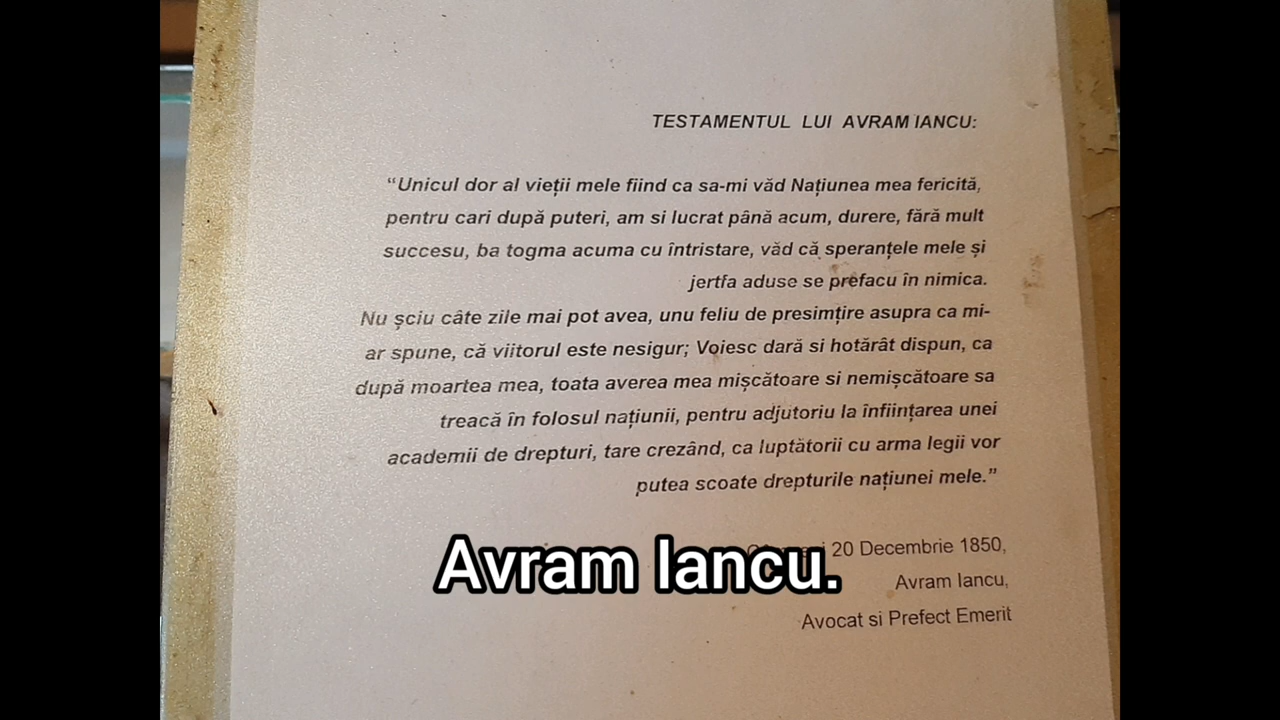 TESTAMENTUL LUI AVRAM IANCU:
“Unicul dor al vieții mele fiind ca sa-mi văd Națiunea mea fericită,
pentru cari după puteri, am si lucrat până acum, durere, fără mult
succesu, ba togma acuma cu întristare, văd că speranțele mele și
jertfa aduse se prefacu în nimica.
Nu șciu câte zile mai pot avea, unu feliu de presimțire asupra ca mi-
ar spune, că viitorul este nesigur; Voiesc dară si hotărât dispun, ca
după moartea mea, toata averea mea mișcătoare si nemișcătoare sa
treacă în folosul națiunii, pentru adjutoriu la înființarea unei
academii de drepturi, tare crezând, ca luptătorii cu arma legii vor
putea scoate drepturile națiunei mele.”
20 Decembrie 1850,
Avram Iancu.
Avram Iancu,
Avocat si Prefect Emerit